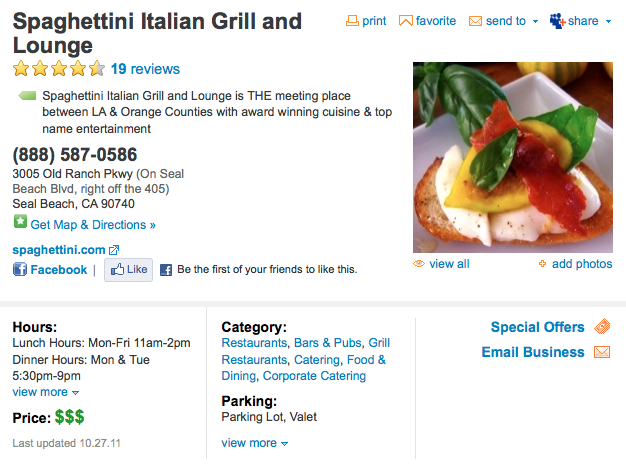 Spaghettini Italian Grill and
Lounge
print favorite send to share
19 reviews
Spaghettini Italian Grill and Lounge is THE meeting place
between LA & Orange Counties with award winning cuisine & top
name entertainment
(888) 587-0586
3005 Old Ranch Pkwy (On Seal
Beach Blvd, right off the 405)
Seal Beach, CA 90740
Get Map & Directions »
spaghettini.com
Facebook | Like Be the first of your friends to like this.
view all add photos
Hours:
Lunch Hours: Mon-Fri 11am-2pm
Dinner Hours: Mon & Tue
5:30pm-9pm
view more
Price: $$$
Last updated 10.27.11
Category:
Restaurants, Bars & Pubs, Grill
Restaurants, Catering, Food &
Dining, Corporate Catering
Parking:
Parking Lot, Valet
view more
Special Offers
Email Business